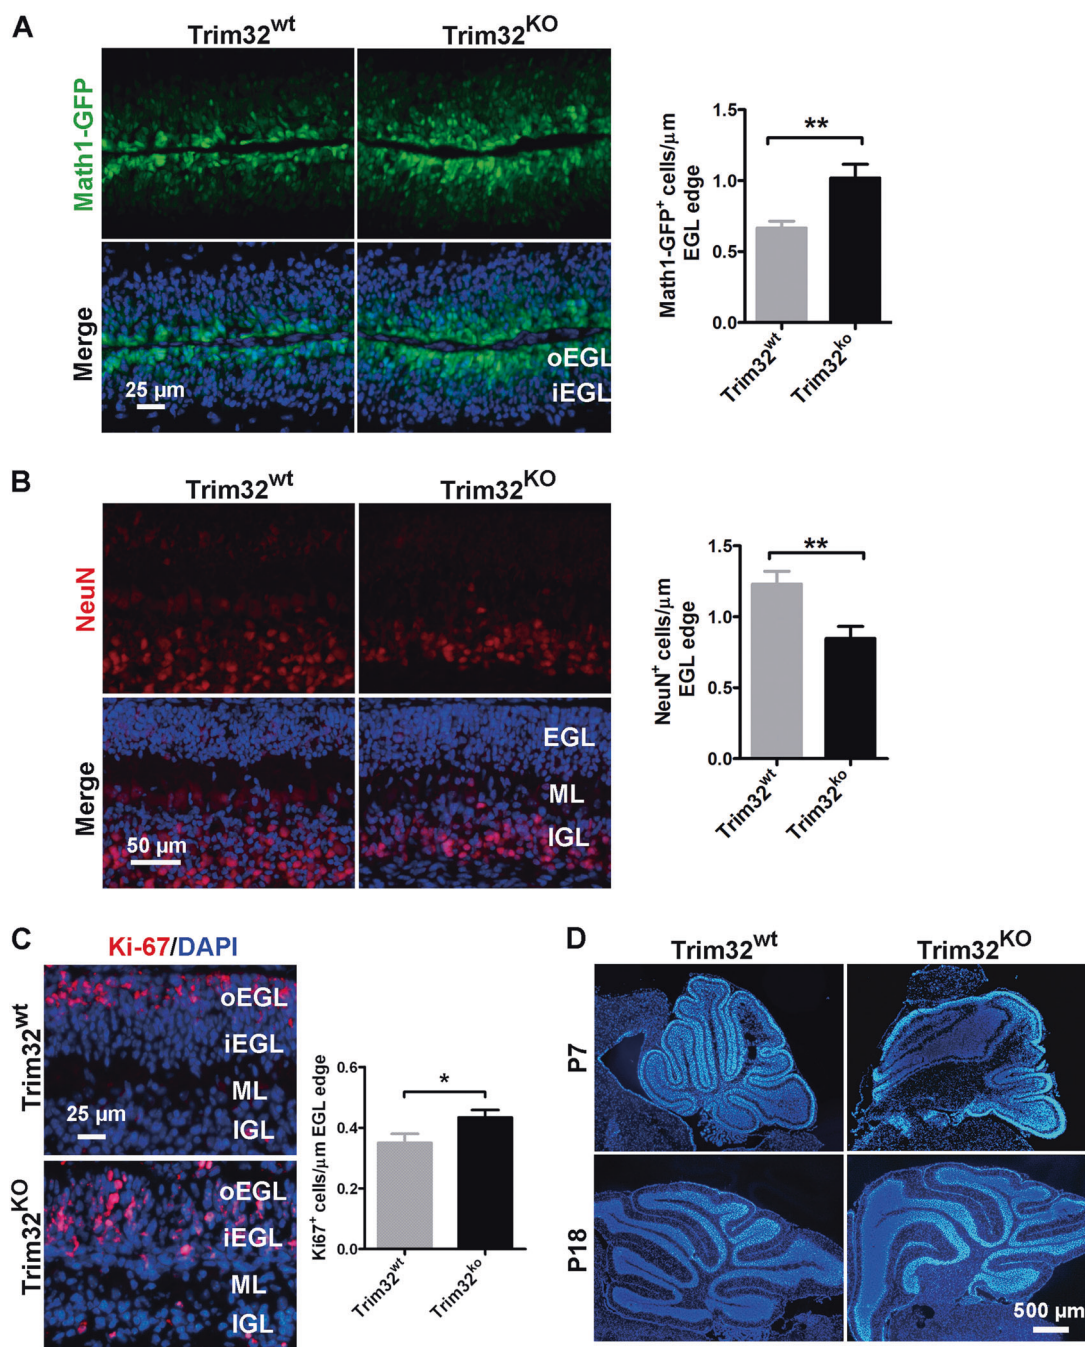 A
Trim32wt
Trim32KO
Math1-GFP
Merge
oEGL
iEGL
25 µm
Math1-GFP+ cells/µm
EGL edge
1.5
1.0
0.5
0.0
**
Trim32wt
Trim32ko
B
Trim32wt
Trim32KO
NeuN
Merge
EGL
ML
IGL
50 µm
NeuN+ cells/µm
EGL edge
1.5
1.0
0.5
0.0
**
Trim32wt
Trim32ko
C
Ki-67/DAPI
Trim32wt
oEGL
iEGL
ML
IGL
25 µm
Trim32KO
oEGL
iEGL
ML
IGL
Ki67+ cells/µm EGL edge
0.6
0.4
0.2
0.0
*
Trim32wt
Trim32ko
D
Trim32wt
Trim32KO
P7
P18
500 µm